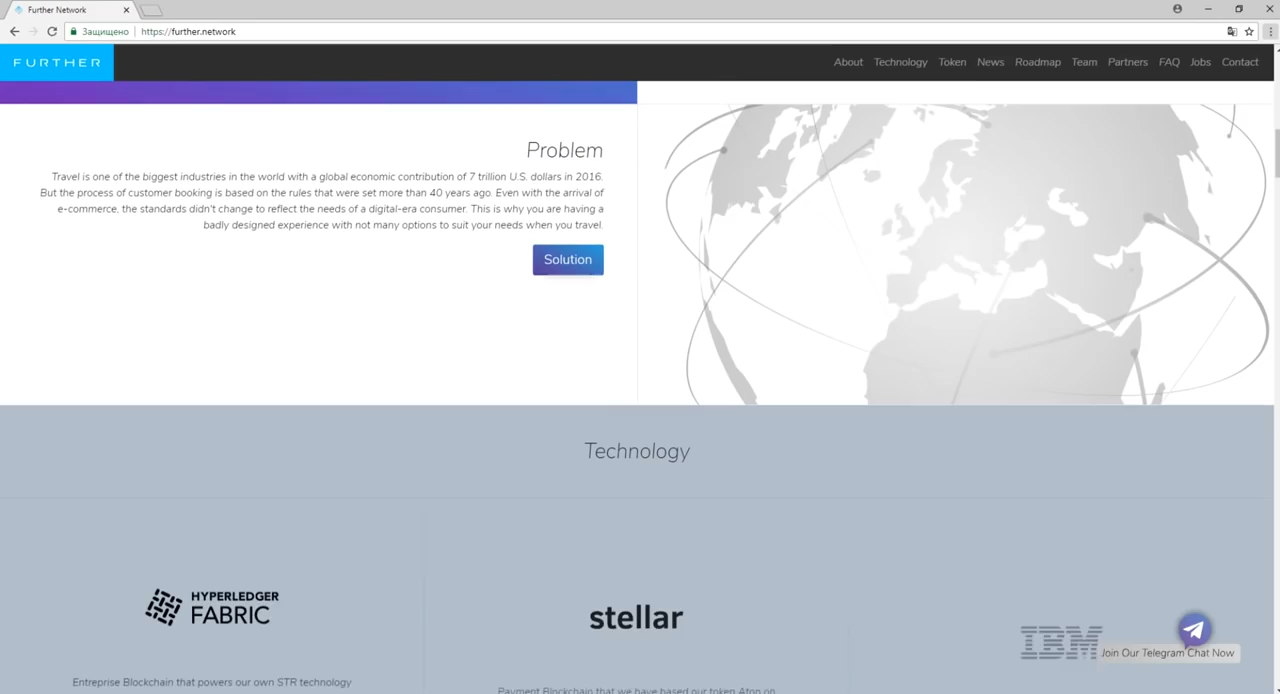 Further Network
Защищено
https://further.network
FURTHER
About Technology Token News Roadmap Team Partners FAQ Jobs Contact
Problem
Travel is one of the biggest industries in the world with a global economic contribution of 7 trillion U.S. dollars in 2016.
But the process of customer booking is based on the rules that were set more than 40 years ago. Even with the arrival of
e-commerce, the standards didn't change to reflect the needs of a digital-era consumer. This is why you are having a
badly designed experience with not many options to suit your needs when you travel.
Solution
Technology
HYPERLEDGER
FABRIC
stellar
IBM
Join Our Telegram Chat Now
Entreprise Blockchain that powers our own STR technology
Payment Blockchain that we have based our token Aton on